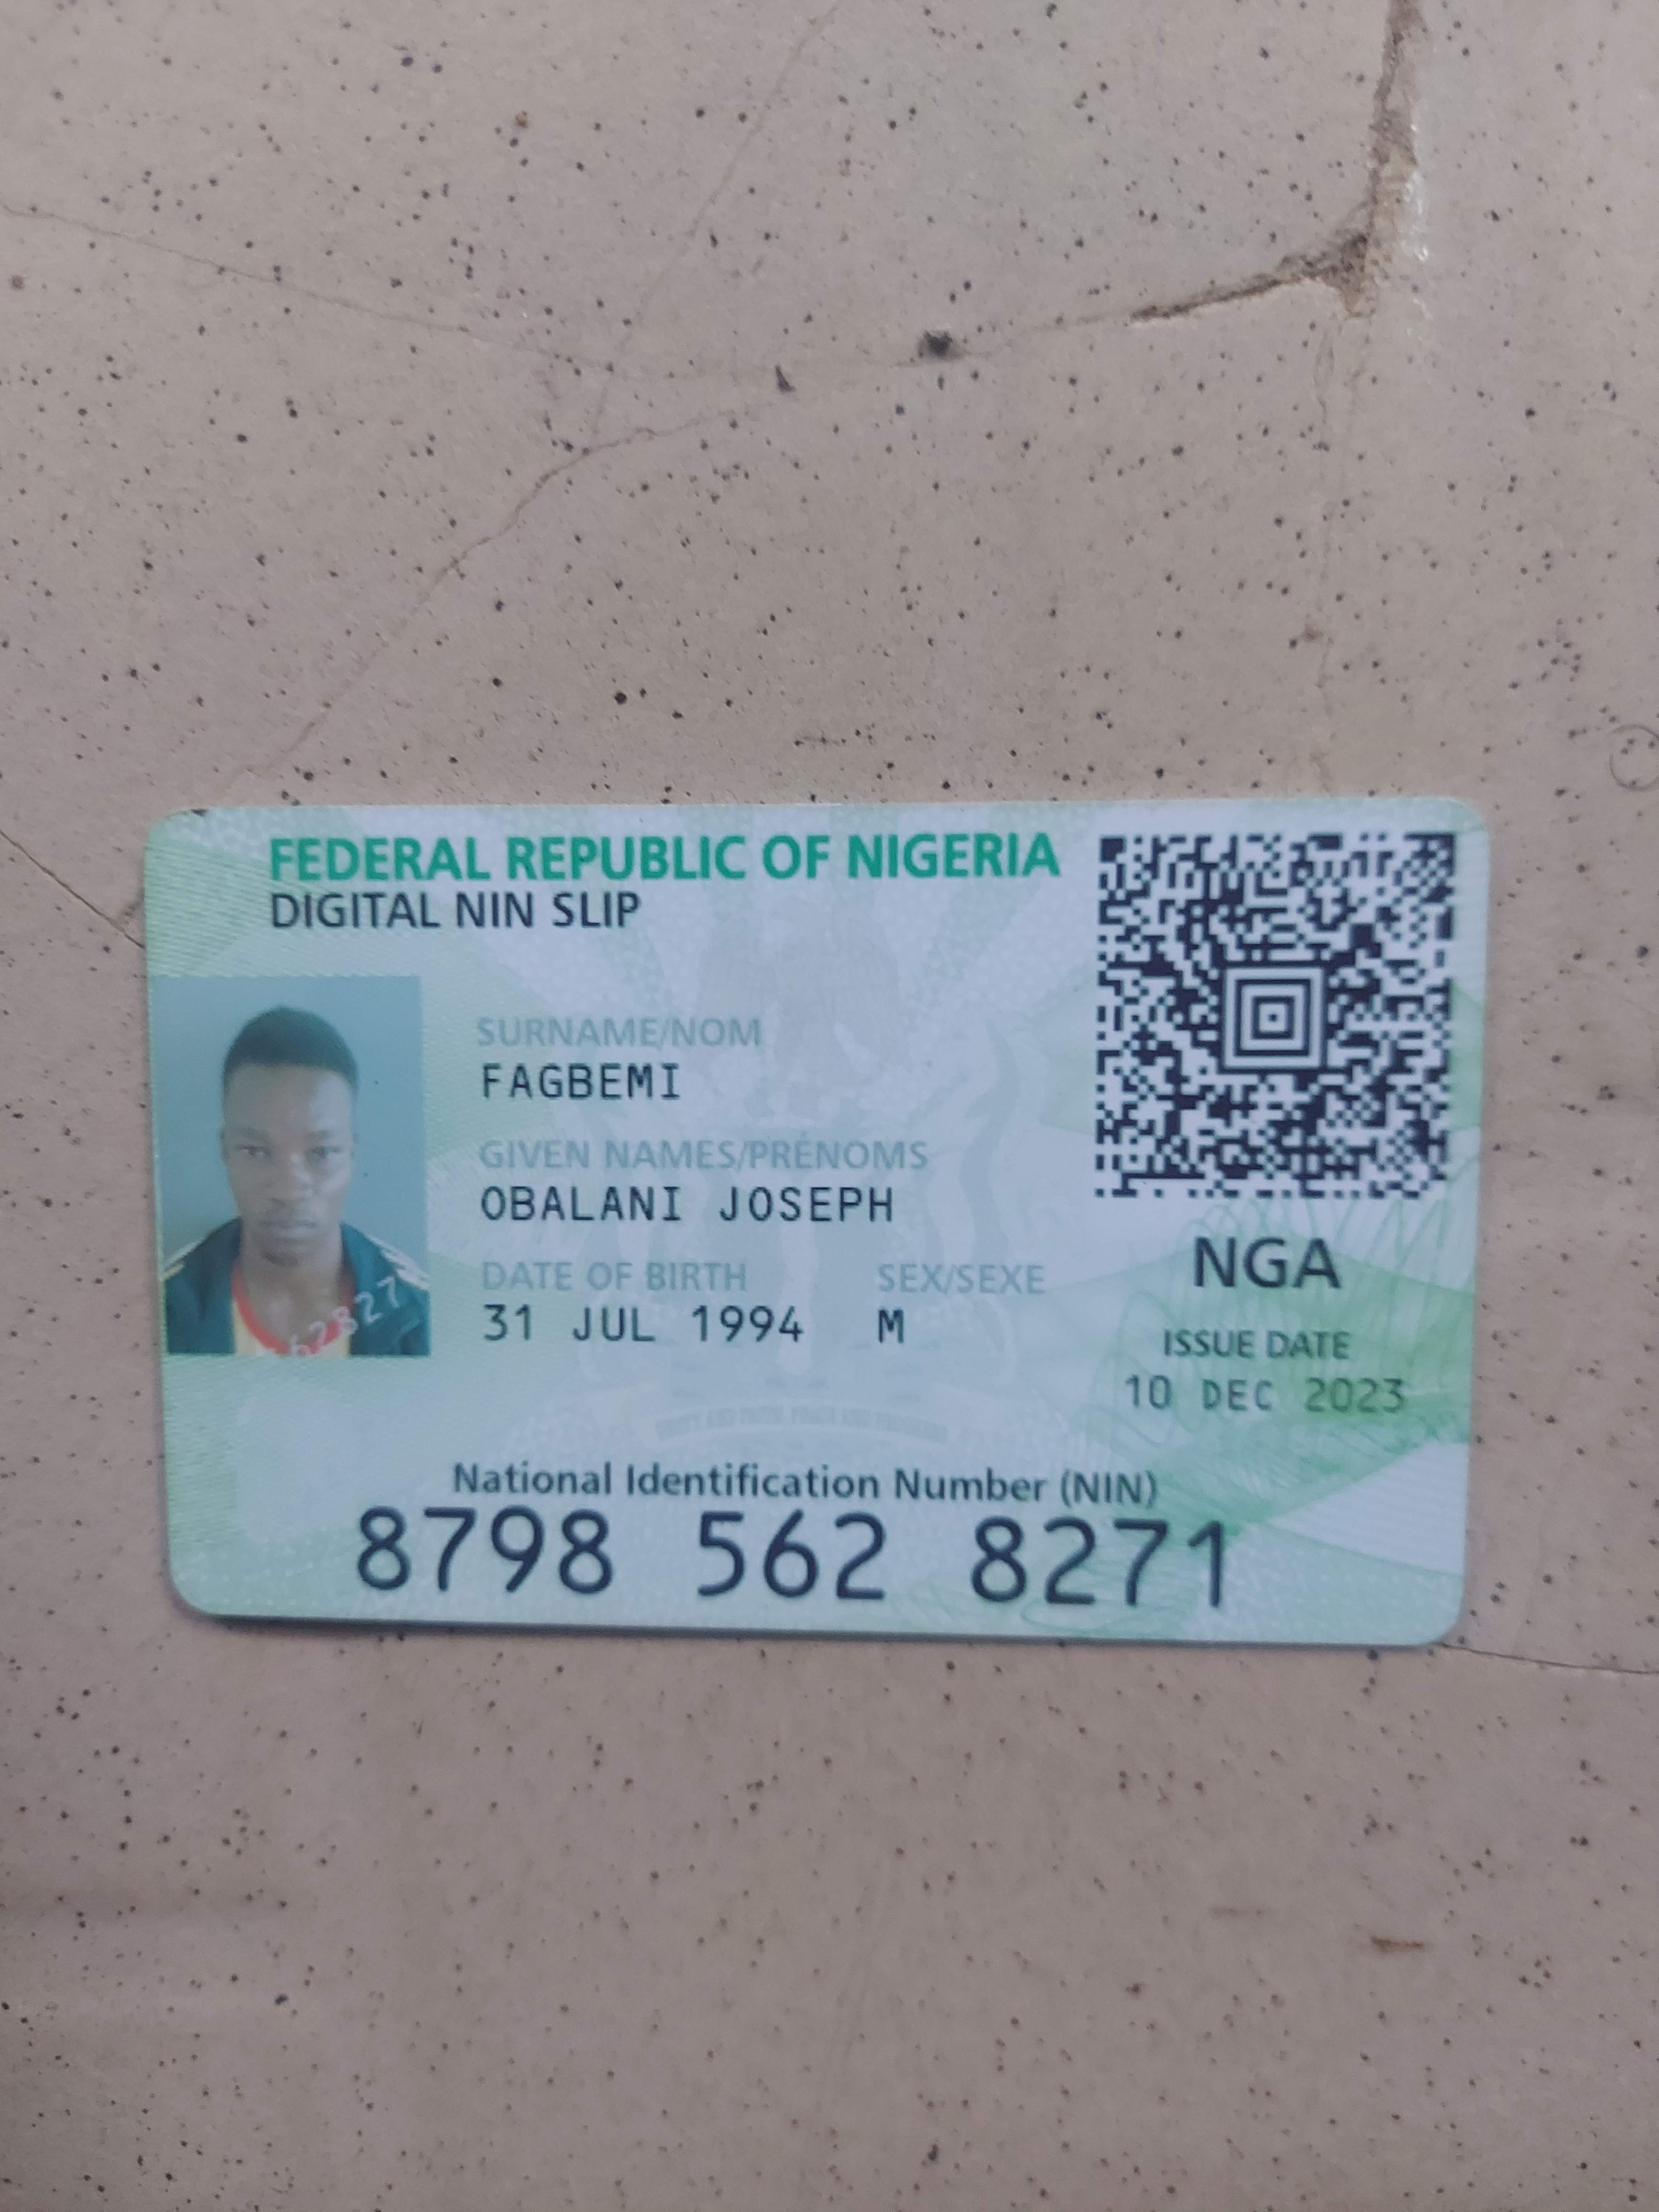 FEDERAL REPUBLIC OF NIGERIA
DIGITAL NIN SLIP
SURNAME/NOM
FAGBEMI
GIVEN NAMES/PRÉNOMS
OBALANI JOSEPH
DATE OF BIRTH
31 JUL 1994
SEX/SEXE
M
NGA
ISSUE DATE
10 DEC 2023
National Identification Number (NIN)
8798 562 8271